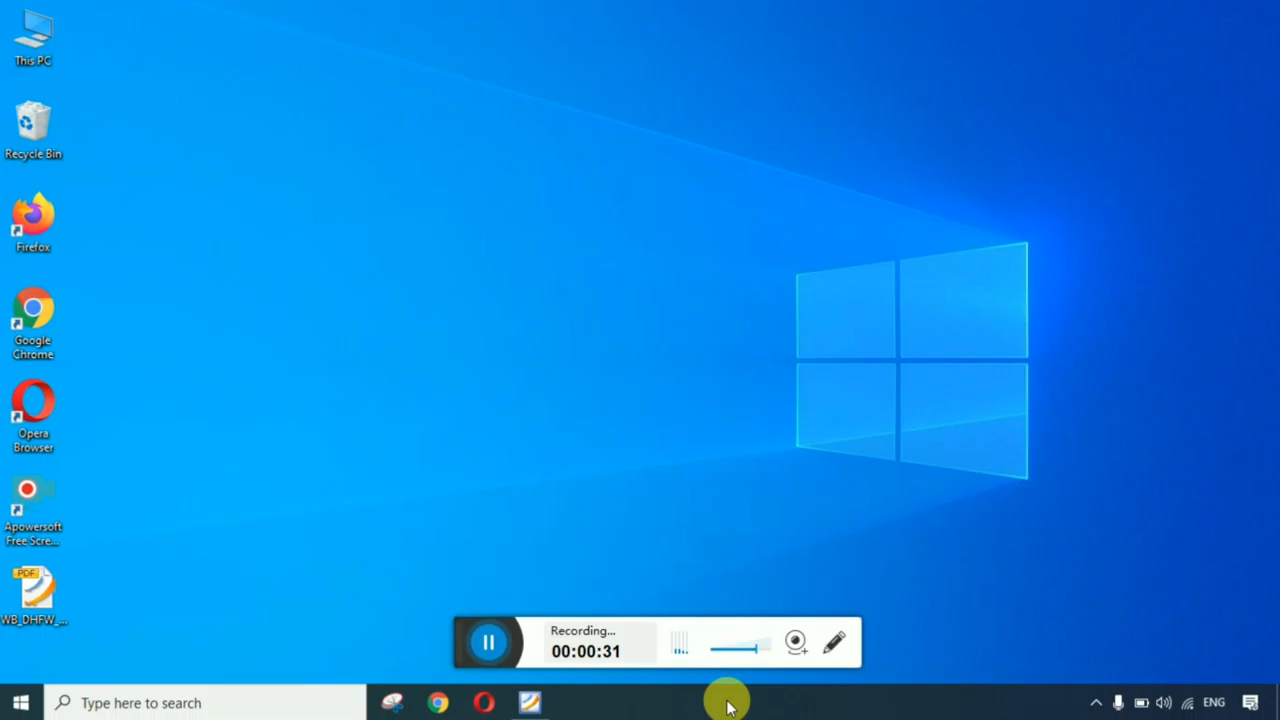 This PC
Recycle Bin
Firefox
Google
Chrome
Opera
Browser
Apowersoft
Free Scre...
PDF
WB_DHFW_...
Recording...
00:00:31
Type here to search
ENG